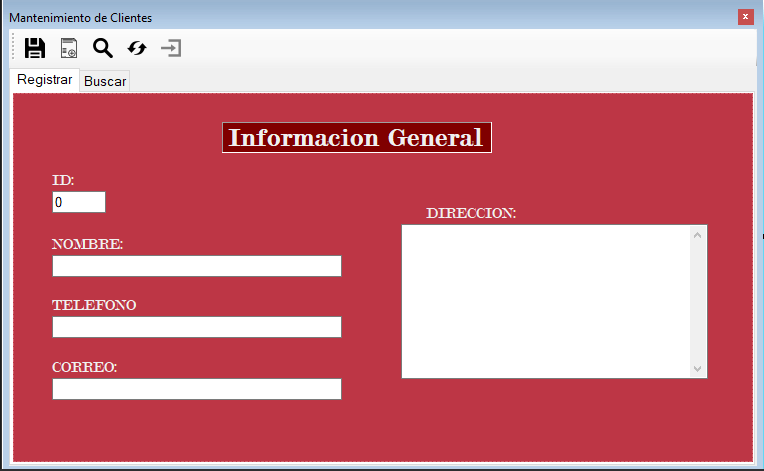 Mantenimiento de Clientes
x
Registrar
Buscar
Informacion General
ID:
0
NOMBRE:
TELEFONO
CORREO:
DIRECCION: